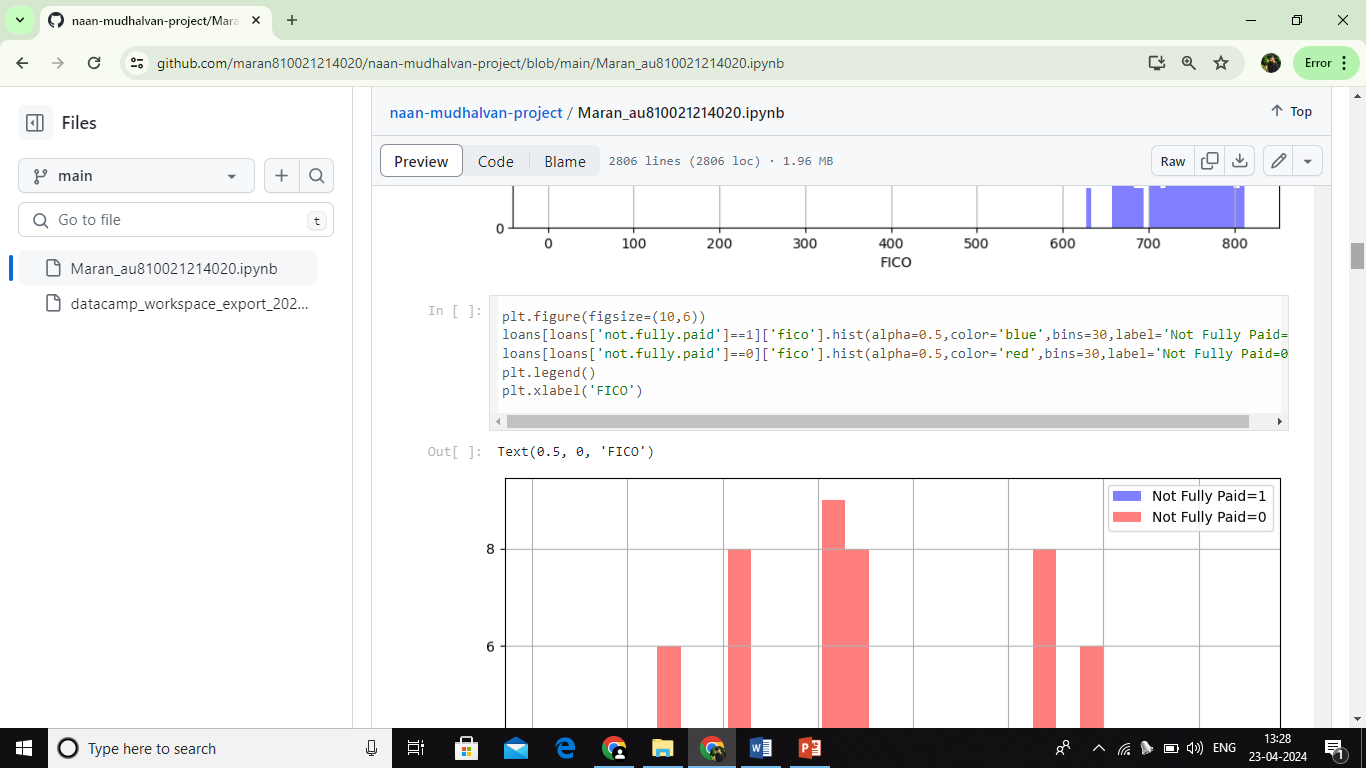 naan-mudhalvan-project/Mara
github.com/maran810021214020/naan-mudhalvan-project/blob/main/Maran_au810021214020.ipynb
Error
Files
naan-mudhalvan-project / Maran_au810021214020.ipynb
Top
main
Preview Code Blame 2806 lines (2806 loc) · 1.96 MB
Raw
Go to file t
Maran_au810021214020.ipynb
datacamp_workspace_export_202...
0
0 100 200 300 400 500 600 700 800
FICO
In [ ]:
plt.figure(figsize=(10,6))
loans[loans['not.fully.paid']==1]['fico'].hist(alpha=0.5,color='blue',bins=30,label='Not Fully Paid=
loans[loans['not.fully.paid']==0]['fico'].hist(alpha=0.5,color='red',bins=30,label='Not Fully Paid=0
plt.legend()
plt.xlabel('FICO')
Out[ ]: Text(0.5, 0, 'FICO')
Not Fully Paid=1
Not Fully Paid=0
8
6
Type here to search
ENG
13:28
23-04-2024
1